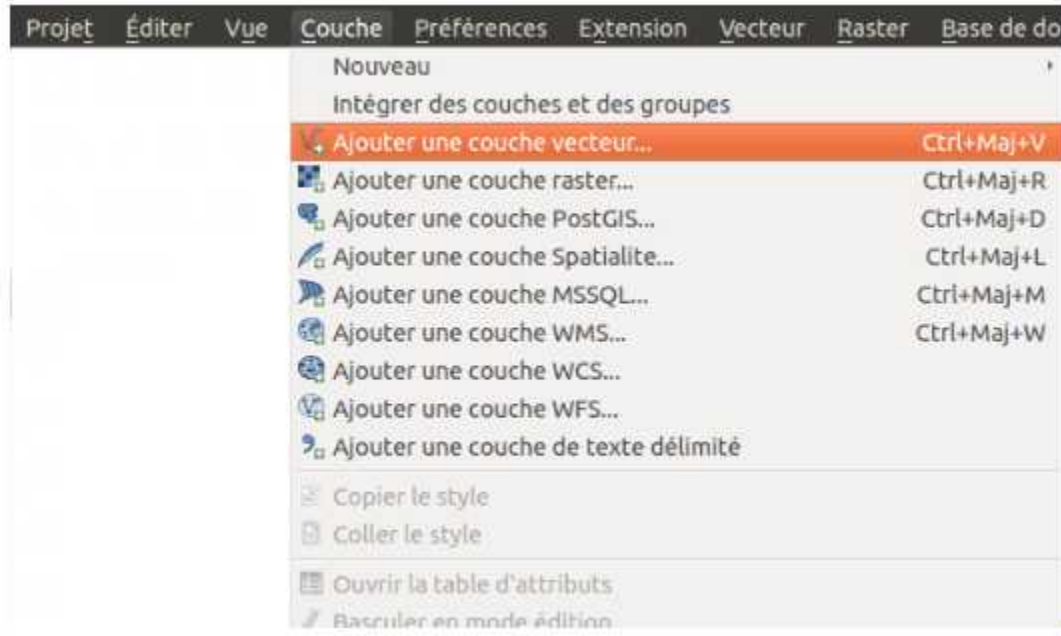 Projet Éditer Vue Couche Préférences Extension Vecteur Raster Base de do
Nouveau
Intégrer des couches et des groupes
Ajouter une couche vecteur... Ctrl+Maj+V
Ajouter une couche raster... Ctrl+Maj+R
Ajouter une couche PostGIS... Ctrl+Maj+D
Ajouter une couche Spatialite... Ctrl+Maj+L
Ajouter une couche MSSQL... Ctrl+Maj+M
Ajouter une couche WMS... Ctrl+Maj+W
Ajouter une couche WCS...
Ajouter une couche WFS...
Ajouter une couche de texte délimité
Copier le style
Coller le style
Ouvrir la table d'attributs
Basculer en mode édition